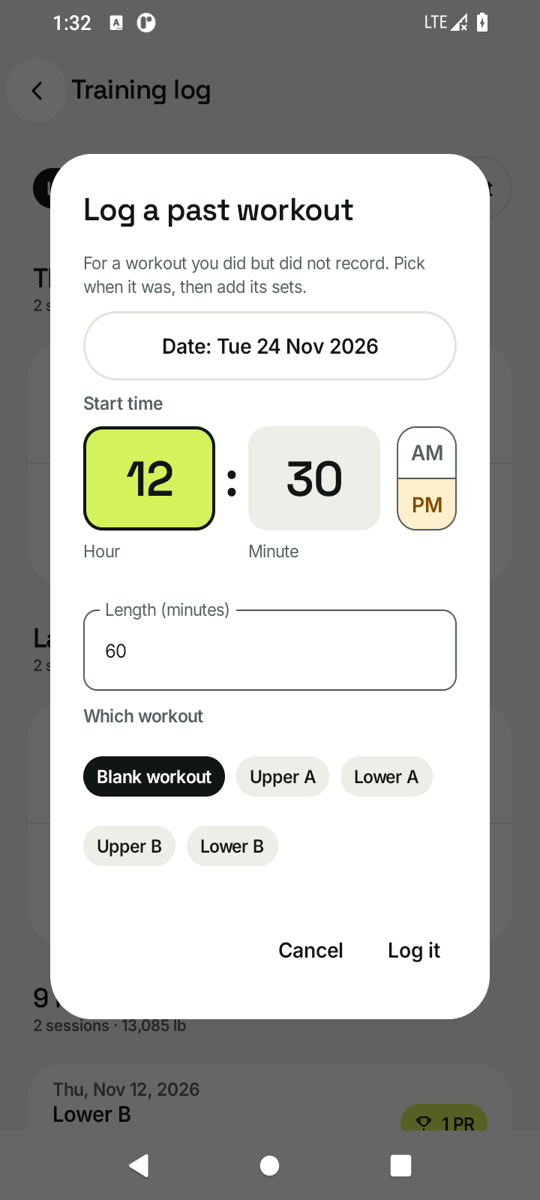 1:32
LTE
Training log
Log a past workout
For a workout you did but did not record. Pick
when it was, then add its sets.
Date: Tue 24 Nov 2026
Start time
12 : 30
AM
PM
Hour
Minute
Length (minutes)
60
Which workout
Blank workout
Upper A
Lower A
Upper B
Lower B
Cancel
Log it
9
2 sessions · 13,085 lb
Thu, Nov 12, 2026
Lower B
1 PR